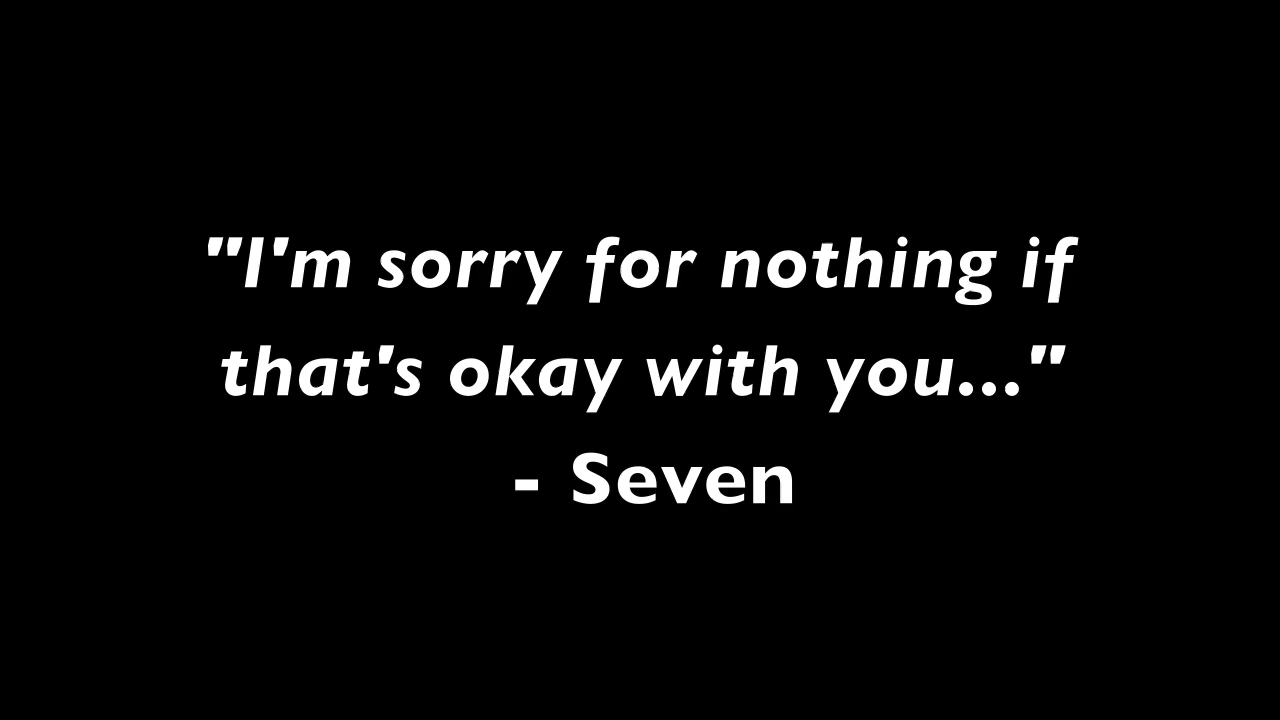 "I'm sorry for nothing if
that's okay with you..."
- Seven